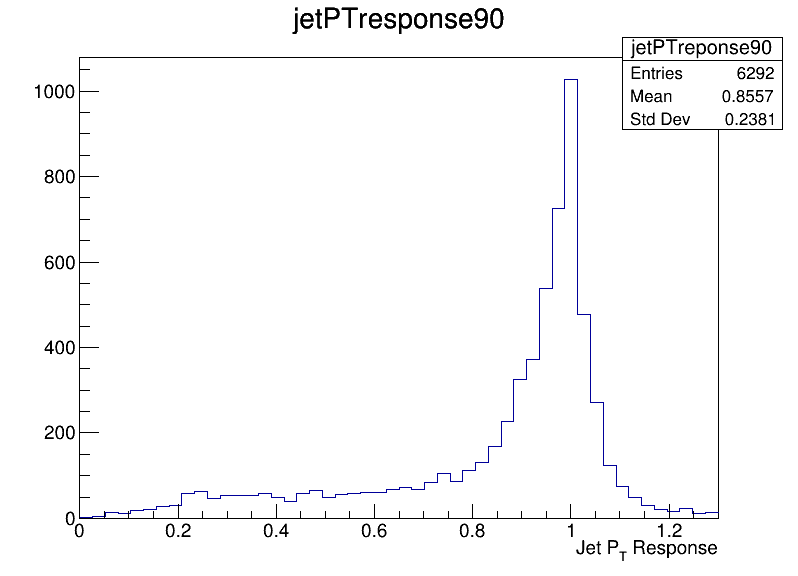 jetPTresponse90
jetPTreponse90
Entries 6292
Mean 0.8557
Std Dev 0.2381
1000
800
600
400
200
0
0 0.2 0.4 0.6 0.8 1 1.2
Jet PT Response